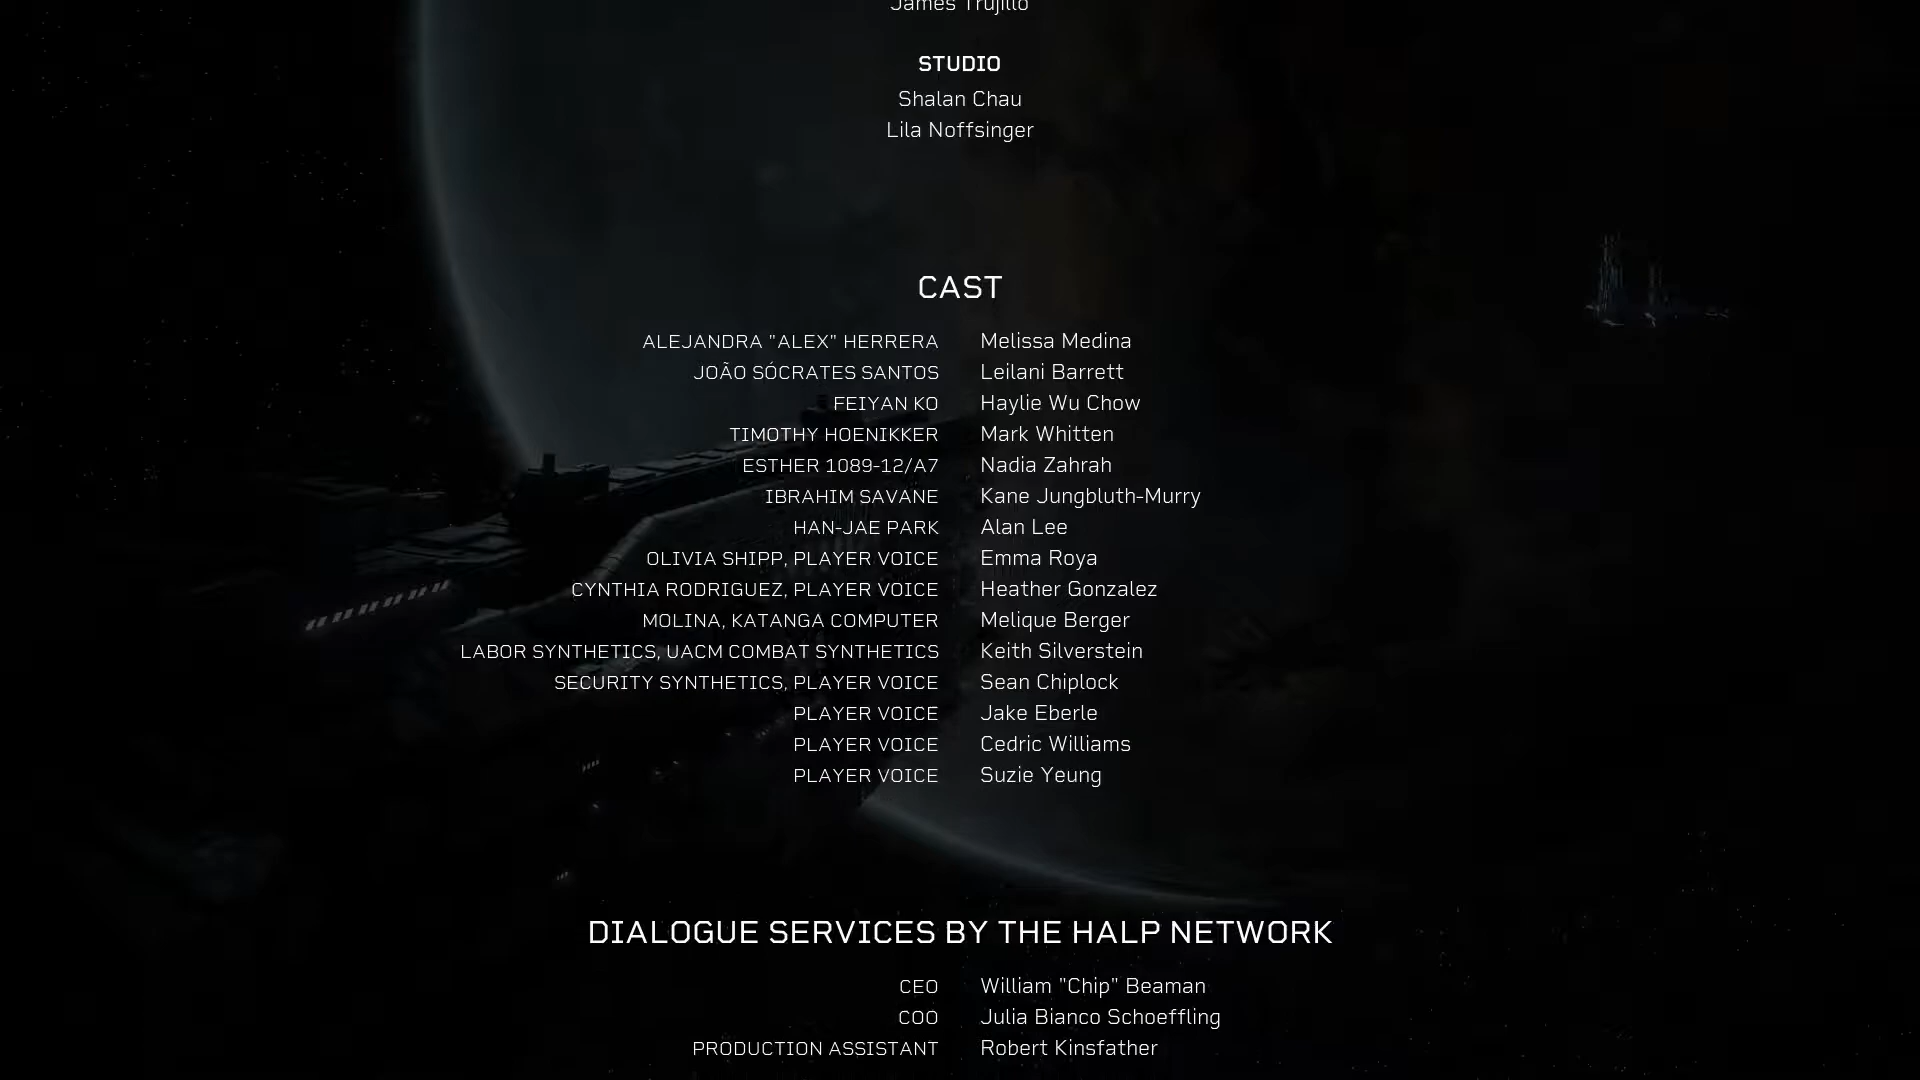 James Trujillo
STUDIO
Shalan Chau
Lila Noffsinger
CAST
ALEJANDRA "ALEX" HERRERA Melissa Medina
JOÃO SÓCRATES SANTOS Leilani Barrett
FEIYAN KO Haylie Wu Chow
TIMOTHY HOENIKKER Mark Whitten
ESTHER 1089-12/A7 Nadia Zahrah
IBRAHIM SAVANE Kane Jungbluth-Murry
HAN-JAE PARK Alan Lee
OLIVIA SHIPP, PLAYER VOICE Emma Roya
CYNTHIA RODRIGUEZ, PLAYER VOICE Heather Gonzalez
MOLINA, KATANGA COMPUTER Melique Berger
LABOR SYNTHETICS, UACM COMBAT SYNTHETICS Keith Silverstein
SECURITY SYNTHETICS, PLAYER VOICE Sean Chiplock
PLAYER VOICE Jake Eberle
PLAYER VOICE Cedric Williams
PLAYER VOICE Suzie Yeung
DIALOGUE SERVICES BY THE HALP NETWORK
CEO William "Chip" Beaman
COO Julia Bianco Schoeffling
PRODUCTION ASSISTANT Robert Kinsfather